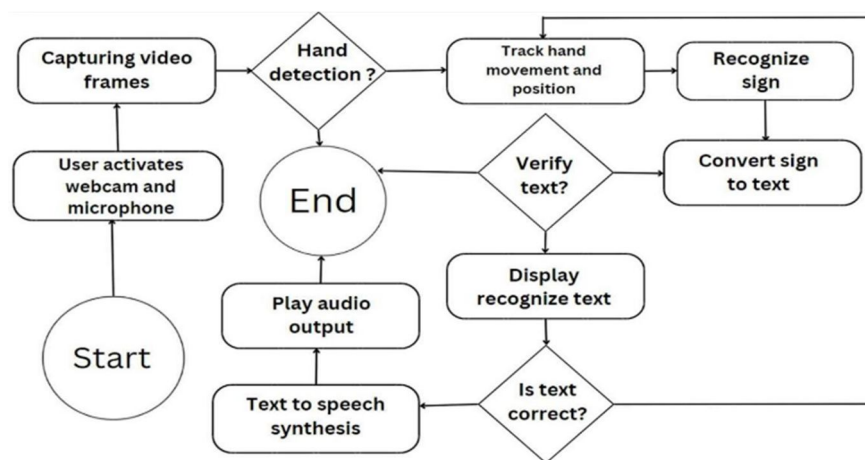 Capturing video
frames
Hand
detection ?
Track hand
movement and
position
Recognize
sign
User activates
webcam and
microphone
End
Verify
text?
Convert sign
to text
Start
Play audio
output
Display
recognize text
Text to speech
synthesis
Is text
correct?